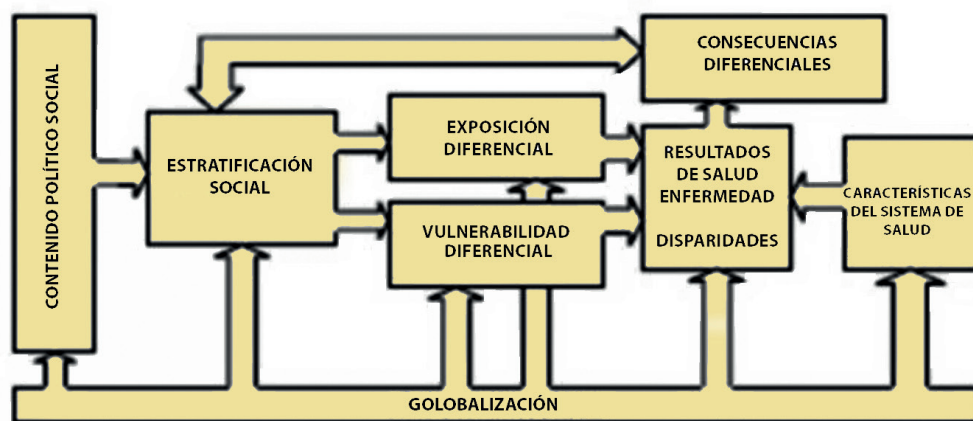 CONTENIDO POLÍTICO SOCIAL
ESTRATIFICACIÓN
SOCIAL
EXPOSICIÓN
DIFERENCIAL
VULNERABILIDAD
DIFERENCIAL
CONSECUENCIAS
DIFERENCIALES
RESULTADOS
DE SALUD
ENFERMEDAD
DISPARIDADES
CARACTERÍSTICAS
DEL SISTEMA DE
SALUD
GOLOBALIZACIÓN